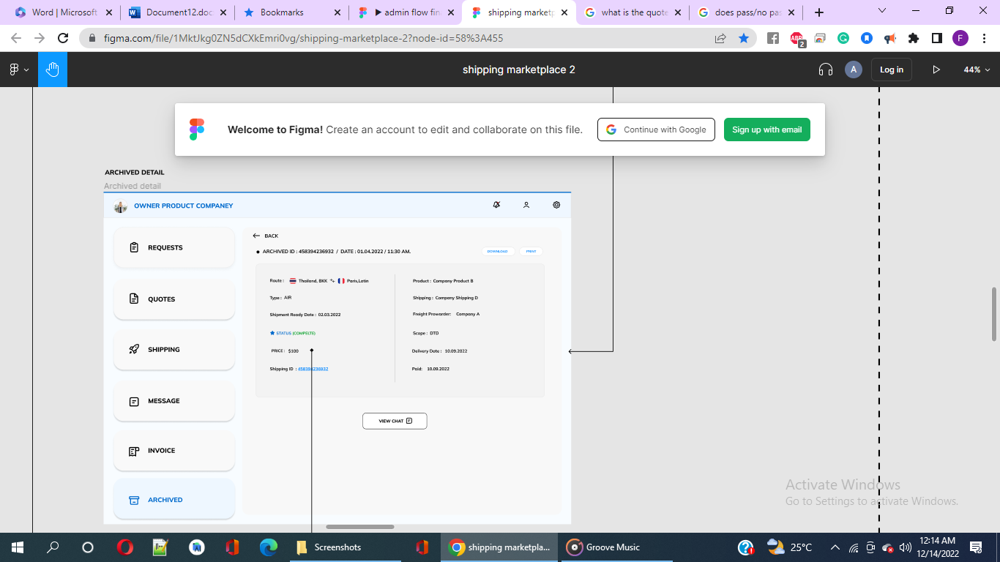 Word | Microsoft
Document12.doc
Bookmarks
admin flow fin
shipping marketp
what is the quote
does pass/no pas
figma.com/file/1MktJkg0ZN5dCXkEmri0vg/shipping-marketplace-2?node-id=58%3A455
ABP
2
F
shipping marketplace 2
A
Log in
44%
Welcome to Figma! Create an account to edit and collaborate on this file.
Continue with Google
Sign up with email
ARCHIVED DETAIL
Archived detail
OWNER PRODUCT COMPANEY
REQUESTS
QUOTES
SHIPPING
MESSAGE
INVOICE
ARCHIVED
BACK
ARCHIVED ID : 458394236932 / DATE : 01.04.2022 / 11:30 AM.
DOWNLOAD
PRINT
Route : Thailand, BKK Paris,Latin
Type : AIR
Shipment Ready Date : 02.03.2022
STATUS (COMPELTE)
PRICE : $100
Shipping ID : 458394236932
Product : Company Product B
Shipping : Company Shipping D
Freight Prowarder: Company A
Scope : DTD
Delivery Date : 10.09.2022
Paid: 10.09.2022
VIEW CHAT
Activate Windows
Go to Settings to activate Windows.
Screenshots
shipping marketpla...
Groove Music
25°C
12:14 AM
12/14/2022